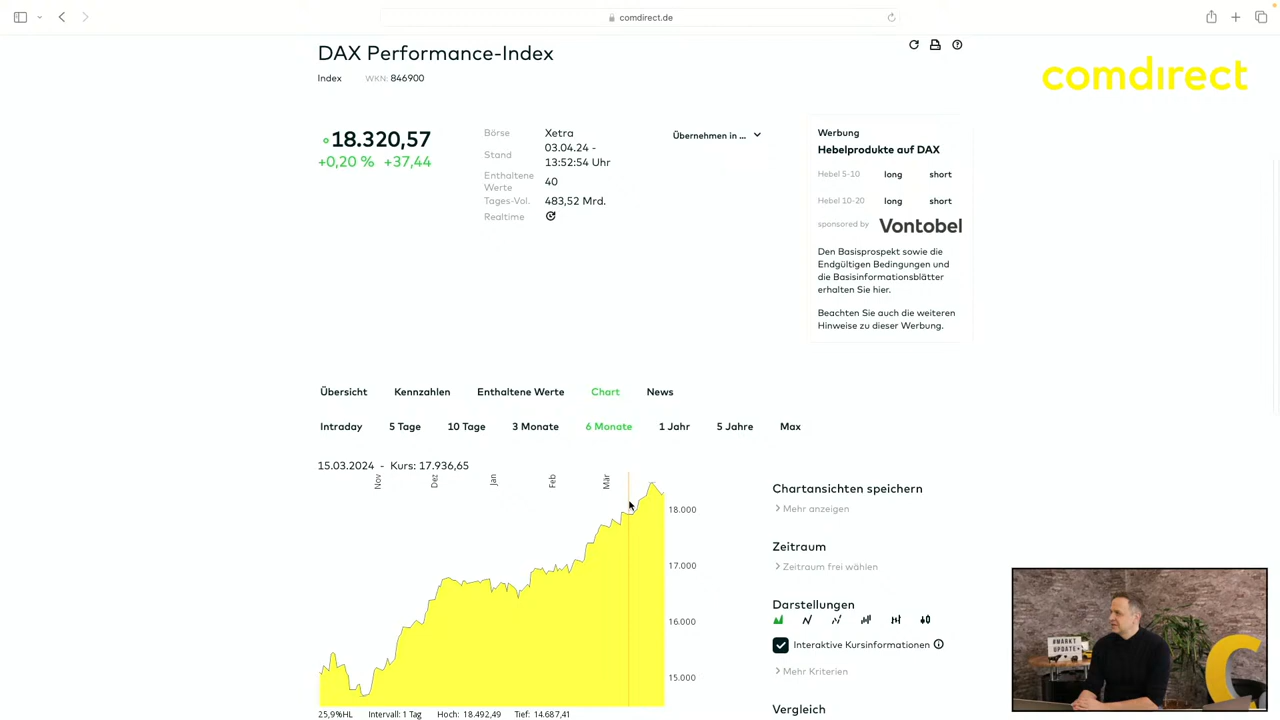 comdirect.de
DAX Performance-Index
Index WKN: 846900
comdirect
18.320,57
+0,20 % +37,44
Börse Xetra
Stand 03.04.24 -
13:52:54 Uhr
Enthaltene
Werte 40
Tages-Vol. 483,52 Mrd.
Realtime
Übernehmen in ...
Werbung
Hebelprodukte auf DAX
Hebel 5-10 long short
Hebel 10-20 long short
sponsored by Vontobel
Den Basisprospekt sowie die
Endgültigen Bedingungen und
die Basisinformationsblätter
erhalten Sie hier.
Beachten Sie auch die weiteren
Hinweise zu dieser Werbung.
Übersicht Kennzahlen Enthaltene Werte Chart News
Intraday 5 Tage 10 Tage 3 Monate 6 Monate 1 Jahr 5 Jahre Max
15.03.2024 - Kurs: 17.936,65
Nov Dez Jan Feb Mär
18.000
17.000
16.000
15.000
25,9%HL Intervall: 1 Tag Hoch: 18.492,49 Tief: 14.687,41
Chartansichten speichern
Mehr anzeigen
Zeitraum
Zeitraum frei wählen
Darstellungen
Interaktive Kursinformationen
Mehr Kriterien
Vergleich
#MARKT
UPDATE